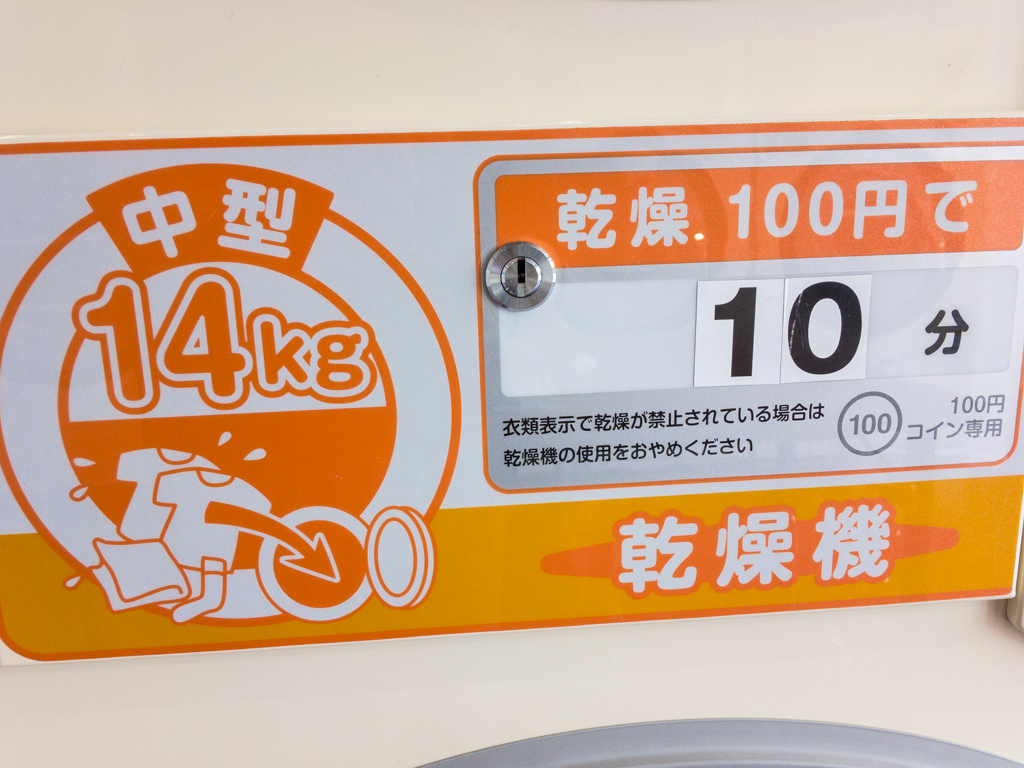 中型
14kg
乾燥 100円で
10 分
衣類表示で乾燥が禁止されている場合は
乾燥機の使用をおやめください
100
100円
コイン専用
乾燥機